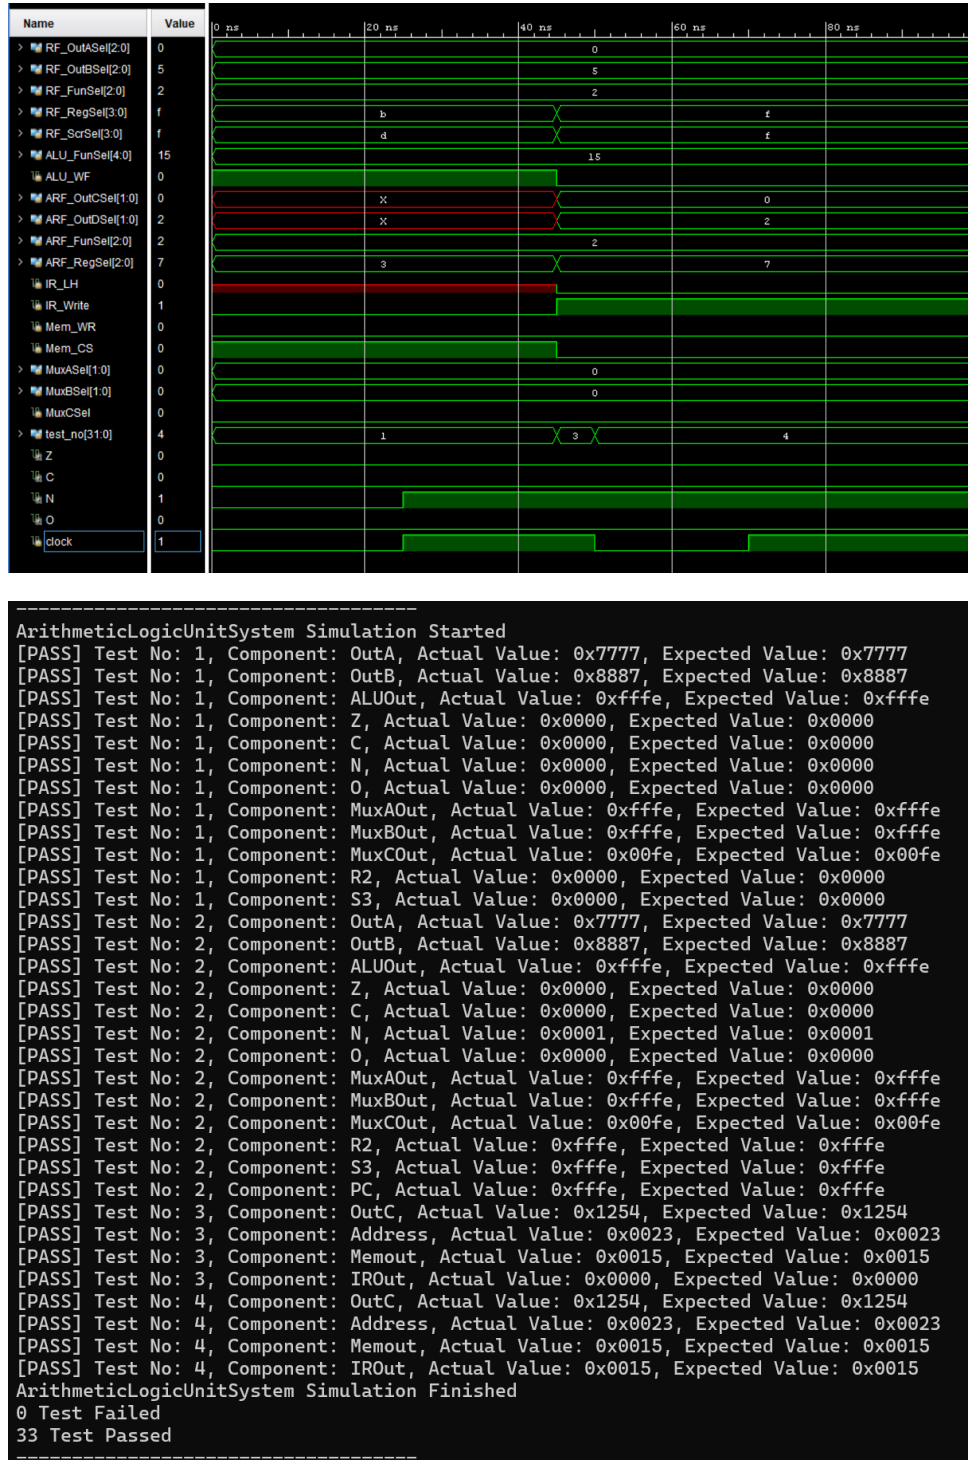 Name Value 0 ns 20 ns 40 ns 60 ns 80 ns
RF_OutASel[2:0] 0 0
RF_OutBSel[2:0] 5 5
RF_FunSel[2:0] 2 2
RF_RegSel[3:0] f b f
RF_ScrSel[3:0] f d f
ALU_FunSel[4:0] 15 15
ALU_WF 0
ARF_OutCSel[1:0] 0 X 0
ARF_OutDSel[1:0] 2 X 2
ARF_FunSel[2:0] 2 2
ARF_RegSel[2:0] 7 3 7
IR_LH 0
IR_Write 1
Mem_WR 0
Mem_CS 0
MuxASel[1:0] 0 0
MuxBSel[1:0] 0 0
MuxCSel 0
test_no[31:0] 4 1 3 4
Z 0
C 0
N 1
O 0
clock 1
------------------------------------
ArithmeticLogicUnitSystem Simulation Started
[PASS] Test No: 1, Component: OutA, Actual Value: 0x7777, Expected Value: 0x7777
[PASS] Test No: 1, Component: OutB, Actual Value: 0x8887, Expected Value: 0x8887
[PASS] Test No: 1, Component: ALUOut, Actual Value: 0xfffe, Expected Value: 0xfffe
[PASS] Test No: 1, Component: Z, Actual Value: 0x0000, Expected Value: 0x0000
[PASS] Test No: 1, Component: C, Actual Value: 0x0000, Expected Value: 0x0000
[PASS] Test No: 1, Component: N, Actual Value: 0x0000, Expected Value: 0x0000
[PASS] Test No: 1, Component: O, Actual Value: 0x0000, Expected Value: 0x0000
[PASS] Test No: 1, Component: MuxAOut, Actual Value: 0xfffe, Expected Value: 0xfffe
[PASS] Test No: 1, Component: MuxBOut, Actual Value: 0xfffe, Expected Value: 0xfffe
[PASS] Test No: 1, Component: MuxCOut, Actual Value: 0x00fe, Expected Value: 0x00fe
[PASS] Test No: 1, Component: R2, Actual Value: 0x0000, Expected Value: 0x0000
[PASS] Test No: 1, Component: S3, Actual Value: 0x0000, Expected Value: 0x0000
[PASS] Test No: 2, Component: OutA, Actual Value: 0x7777, Expected Value: 0x7777
[PASS] Test No: 2, Component: OutB, Actual Value: 0x8887, Expected Value: 0x8887
[PASS] Test No: 2, Component: ALUOut, Actual Value: 0xfffe, Expected Value: 0xfffe
[PASS] Test No: 2, Component: Z, Actual Value: 0x0000, Expected Value: 0x0000
[PASS] Test No: 2, Component: C, Actual Value: 0x0000, Expected Value: 0x0000
[PASS] Test No: 2, Component: N, Actual Value: 0x0001, Expected Value: 0x0001
[PASS] Test No: 2, Component: O, Actual Value: 0x0000, Expected Value: 0x0000
[PASS] Test No: 2, Component: MuxAOut, Actual Value: 0xfffe, Expected Value: 0xfffe
[PASS] Test No: 2, Component: MuxBOut, Actual Value: 0xfffe, Expected Value: 0xfffe
[PASS] Test No: 2, Component: MuxCOut, Actual Value: 0x00fe, Expected Value: 0x00fe
[PASS] Test No: 2, Component: R2, Actual Value: 0xfffe, Expected Value: 0xfffe
[PASS] Test No: 2, Component: S3, Actual Value: 0xfffe, Expected Value: 0xfffe
[PASS] Test No: 2, Component: PC, Actual Value: 0xfffe, Expected Value: 0xfffe
[PASS] Test No: 3, Component: OutC, Actual Value: 0x1254, Expected Value: 0x1254
[PASS] Test No: 3, Component: Address, Actual Value: 0x0023, Expected Value: 0x0023
[PASS] Test No: 3, Component: Memout, Actual Value: 0x0015, Expected Value: 0x0015
[PASS] Test No: 3, Component: IROut, Actual Value: 0x0000, Expected Value: 0x0000
[PASS] Test No: 4, Component: OutC, Actual Value: 0x1254, Expected Value: 0x1254
[PASS] Test No: 4, Component: Address, Actual Value: 0x0023, Expected Value: 0x0023
[PASS] Test No: 4, Component: Memout, Actual Value: 0x0015, Expected Value: 0x0015
[PASS] Test No: 4, Component: IROut, Actual Value: 0x0015, Expected Value: 0x0015
ArithmeticLogicUnitSystem Simulation Finished
0 Test Failed
33 Test Passed
------------------------------------